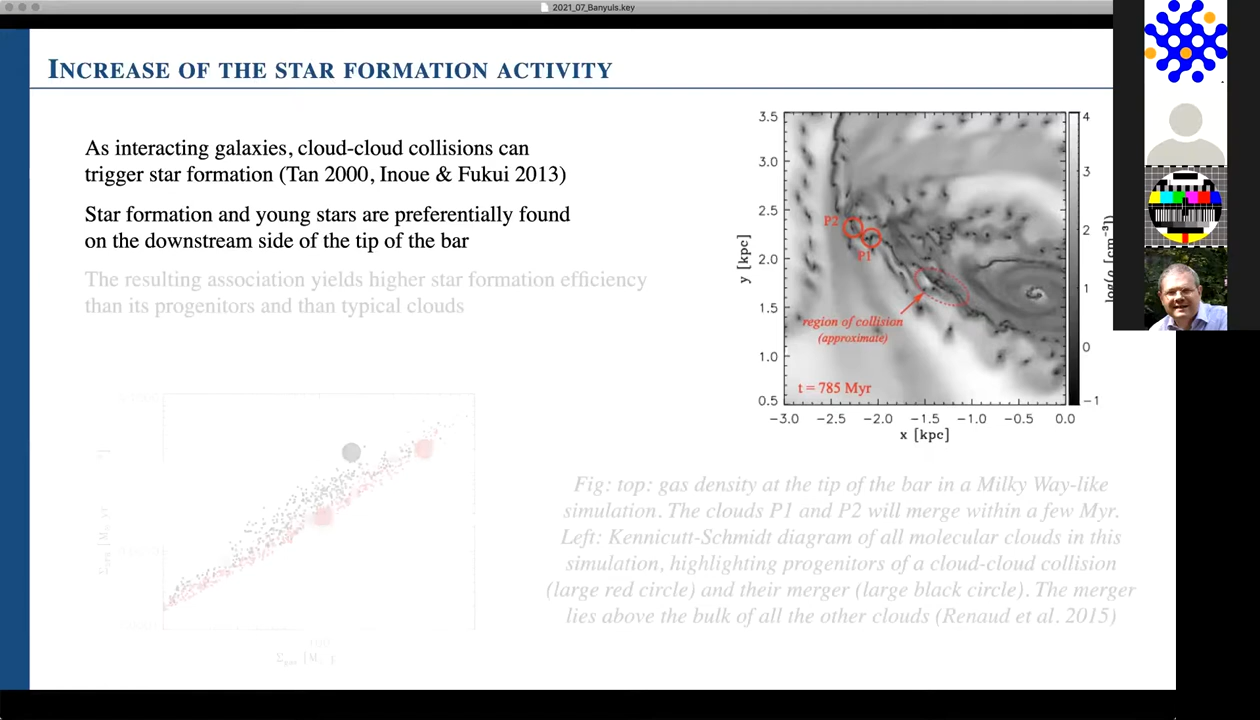 2021_07_Banyuls.key
INCREASE OF THE STAR FORMATION ACTIVITY
As interacting galaxies, cloud-cloud collisions can
trigger star formation (Tan 2000, Inoue & Fukui 2013)
Star formation and young stars are preferentially found
on the downstream side of the tip of the bar
The resulting association yields higher star formation efficiency
than its progenitors and than typical clouds
3.5
3.0
2.5
2.0
1.5
1.0
0.5
y [kpc]
P2
P1
region of collision
(approximate)
t = 785 Myr
−3.0 −2.5 −2.0 −1.5 −1.0 −0.5 0.0
x [kpc]
4
3
2
1
0
−1
Fig: top: gas density at the tip of the bar in a Milky Way-like
simulation. The clouds P1 and P2 will merge within a few Myr.
Left: Kennicutt-Schmidt diagram of all molecular clouds in this
simulation, highlighting progenitors of a cloud-cloud collision
(large red circle) and their merger (large black circle). The merger
lies above the bulk of all the other clouds (Renaud et al. 2015)